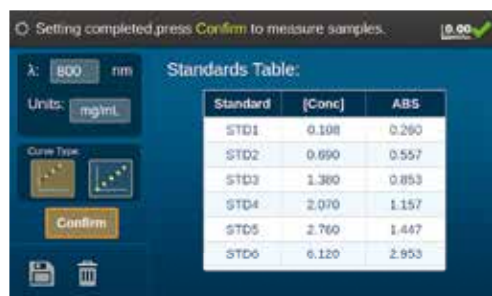 Setting completed,press Confirm to measure samples.
0.00
λ: 800 nm
Units: mg/mL
Curve Type:
Confirm
Standards Table:
Standard [Conc] ABS
STD1 0.108 0.260
STD2 0.690 0.557
STD3 1.380 0.853
STD4 2.070 1.157
STD5 2.760 1.447
STD6 6.120 2.953